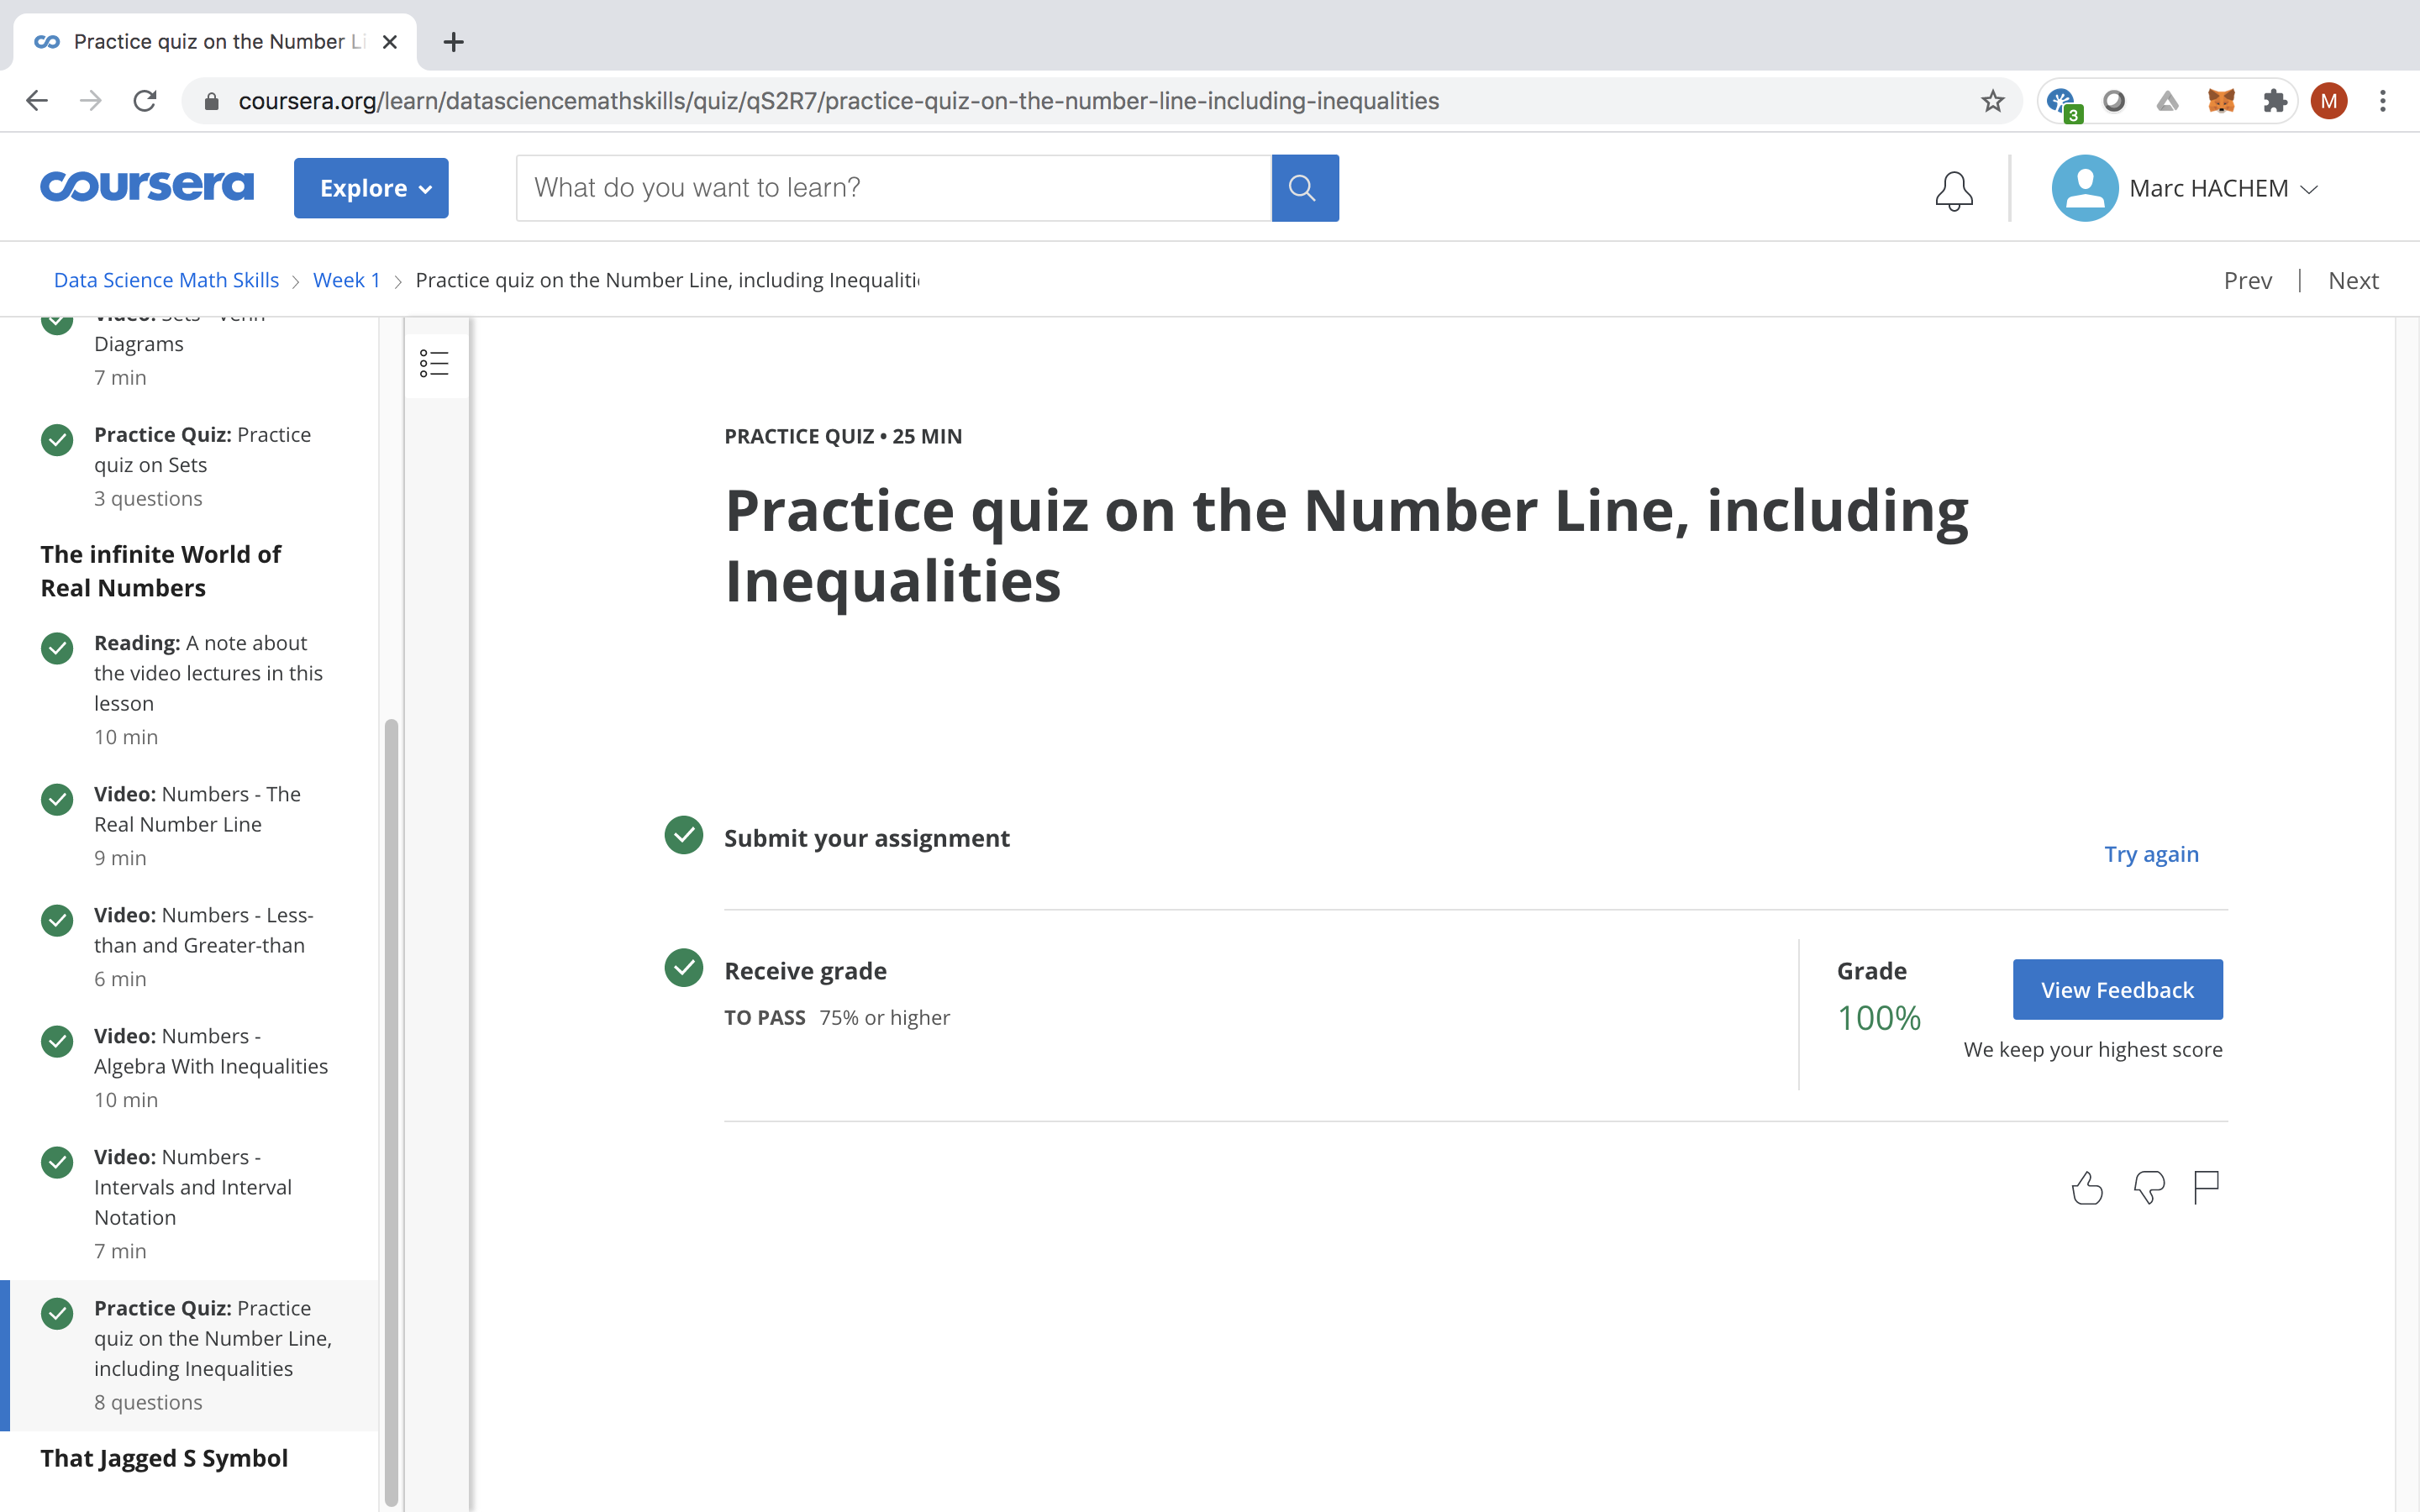 Practice quiz on the Number Li
coursera.org/learn/datasciencemathskills/quiz/qS2R7/practice-quiz-on-the-number-line-including-inequalities
3
M
coursera
Explore
What do you want to learn?
Marc HACHEM
Data Science Math Skills
Week 1
Practice quiz on the Number Line, including Inequaliti
Prev | Next
Video: Sets - Venn
Diagrams
7 min
Practice Quiz: Practice
quiz on Sets
3 questions
The infinite World of
Real Numbers
Reading: A note about
the video lectures in this
lesson
10 min
Video: Numbers - The
Real Number Line
9 min
Video: Numbers - Less-
than and Greater-than
6 min
Video: Numbers -
Algebra With Inequalities
10 min
Video: Numbers -
Intervals and Interval
Notation
7 min
Practice Quiz: Practice
quiz on the Number Line,
including Inequalities
8 questions
That Jagged S Symbol
PRACTICE QUIZ • 25 MIN
Practice quiz on the Number Line, including
Inequalities
Submit your assignment
Try again
Receive grade
TO PASS 75% or higher
Grade
100%
View Feedback
We keep your highest score